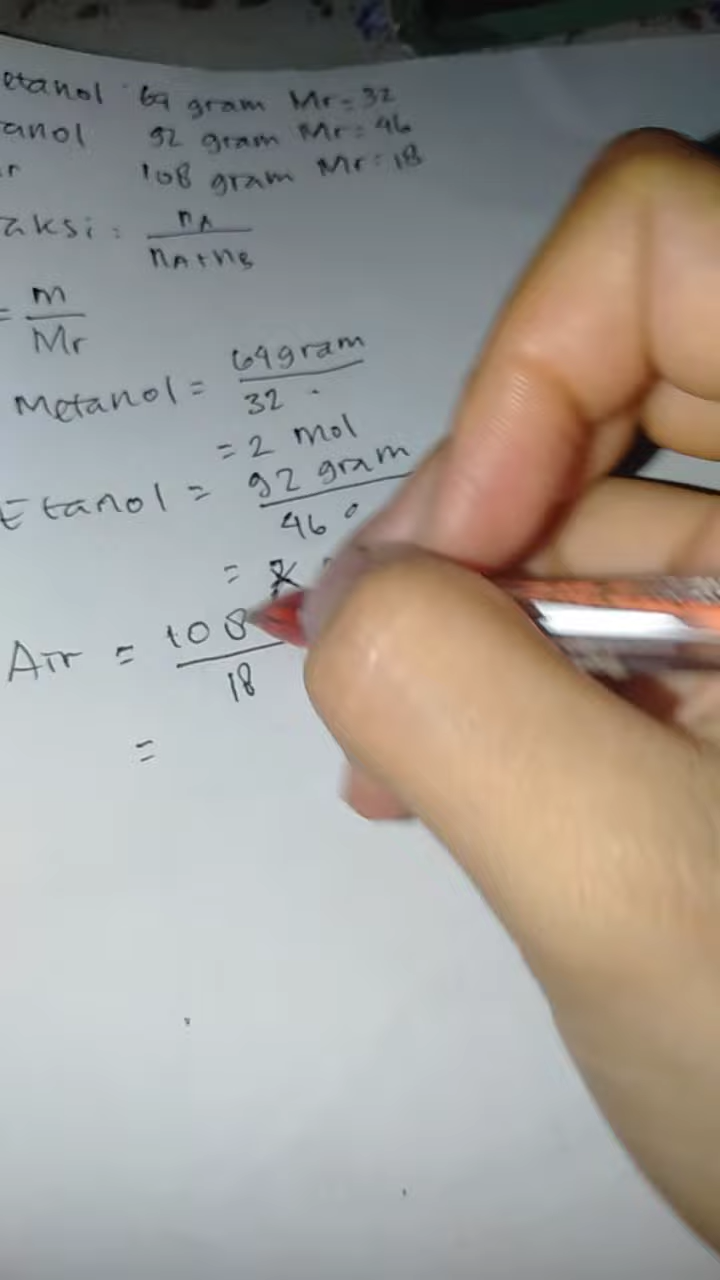 etanol 64 gram Mr = 32
anol 92 gram Mr = 46
r 108 gram Mr = 18
aksi : nA / nA + nB
= m / Mr
Metanol = 64 gram / 32
= 2 mol
Etanol = 92 gram / 46
=
Air = 108 / 18
=